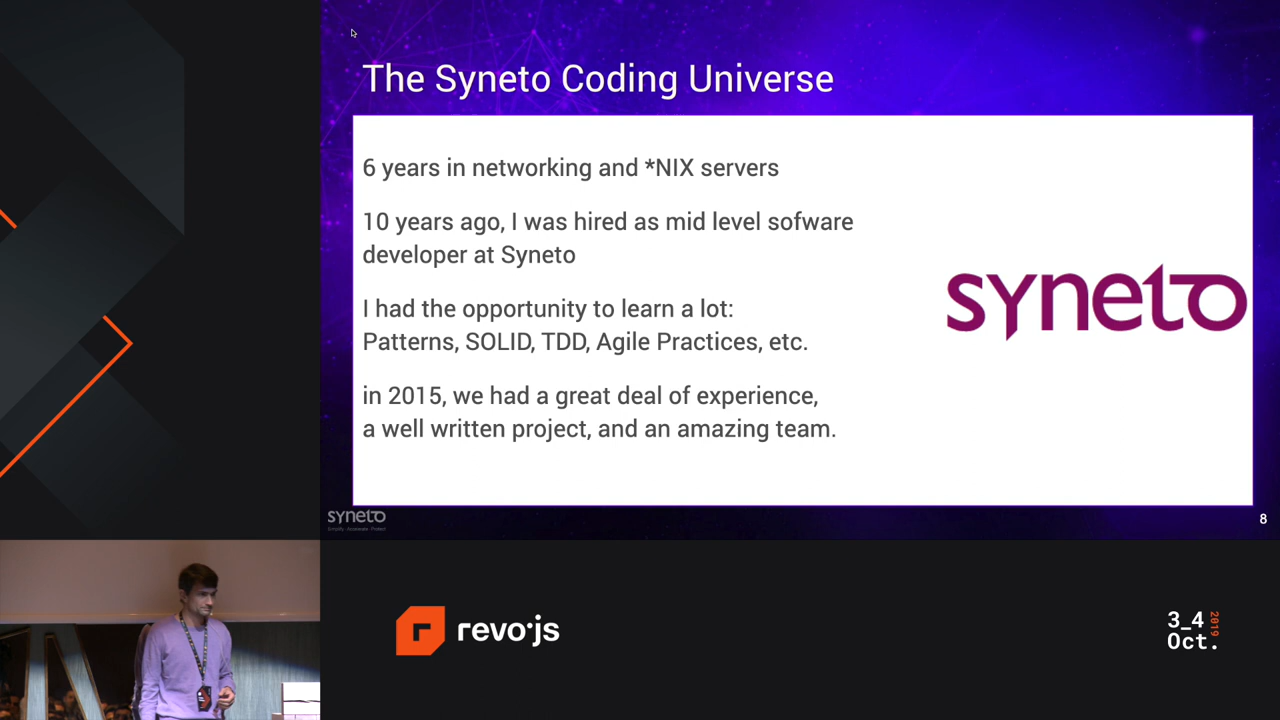 The Syneto Coding Universe
6 years in networking and *NIX servers
10 years ago, I was hired as mid level sofware
developer at Syneto
I had the opportunity to learn a lot:
Patterns, SOLID, TDD, Agile Practices, etc.
in 2015, we had a great deal of experience,
a well written project, and an amazing team.
syneto
syneto
Simplify · Accelerate · Protect
8
r revo·js
3_4
Oct.
2019